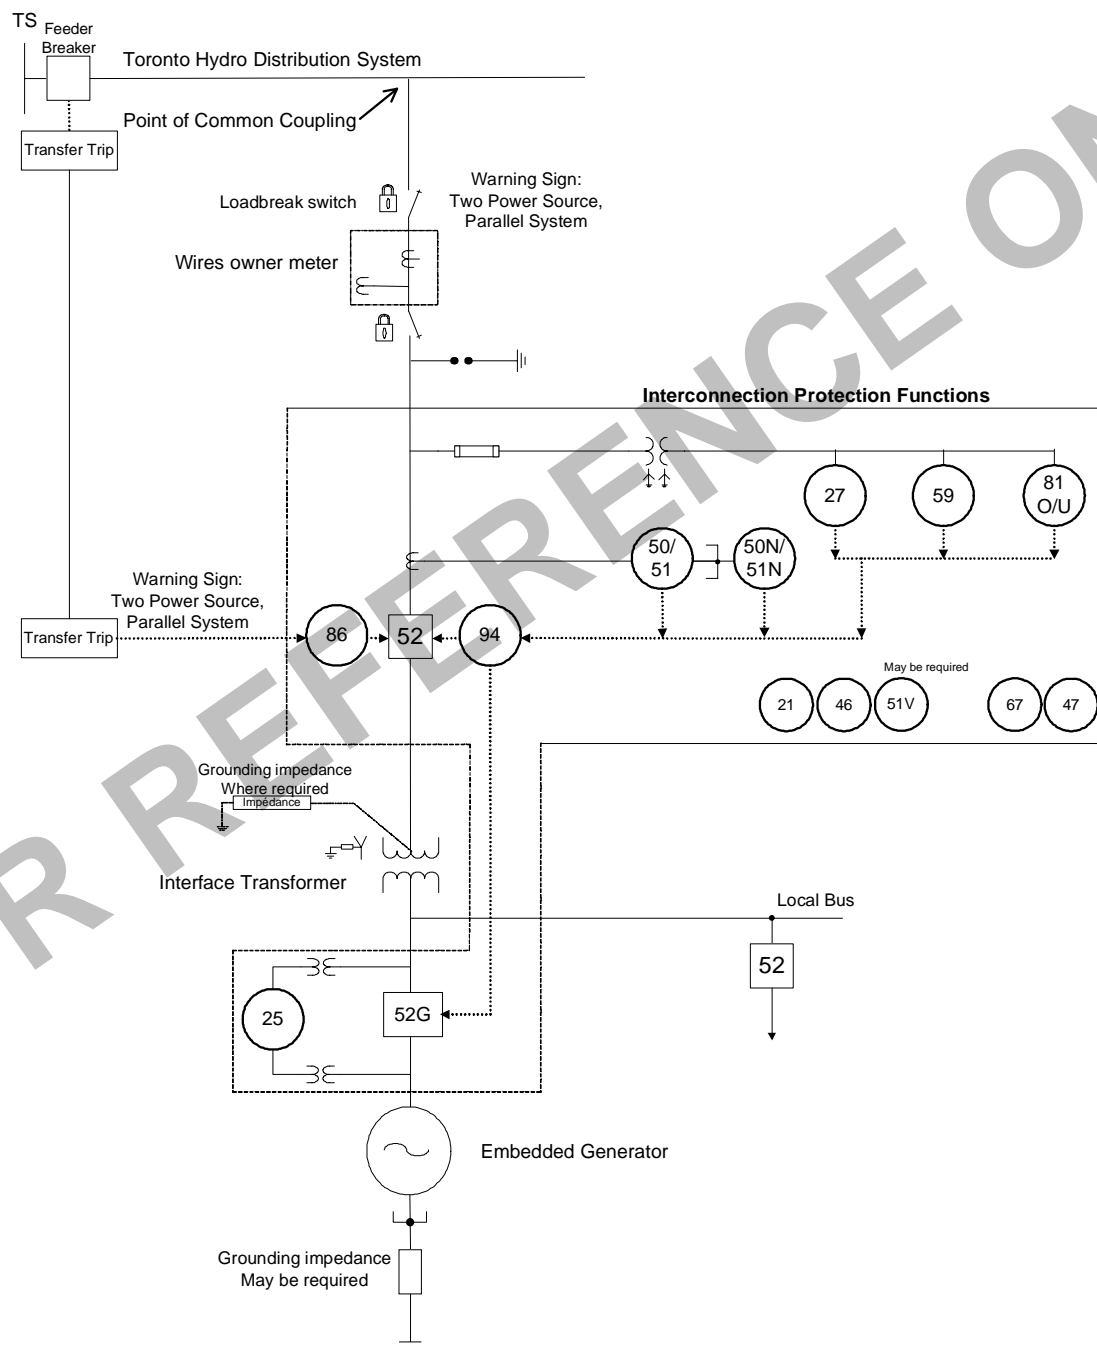 TS
Feeder
Breaker
Toronto Hydro Distribution System
Point of Common Coupling
Transfer Trip
Loadbreak switch
Warning Sign:
Two Power Source,
Parallel System
Wires owner meter
Interconnection Protection Functions
27
59
81
O/U
50/
51
50N/
51N
Warning Sign:
Two Power Source,
Parallel System
Transfer Trip
86
52
94
May be required
21
46
51V
67
47
Grounding impedance
Where required
Impédance
Interface Transformer
Local Bus
52
25
52G
Embedded Generator
Grounding impedance
May be required
R REFERENCE ON